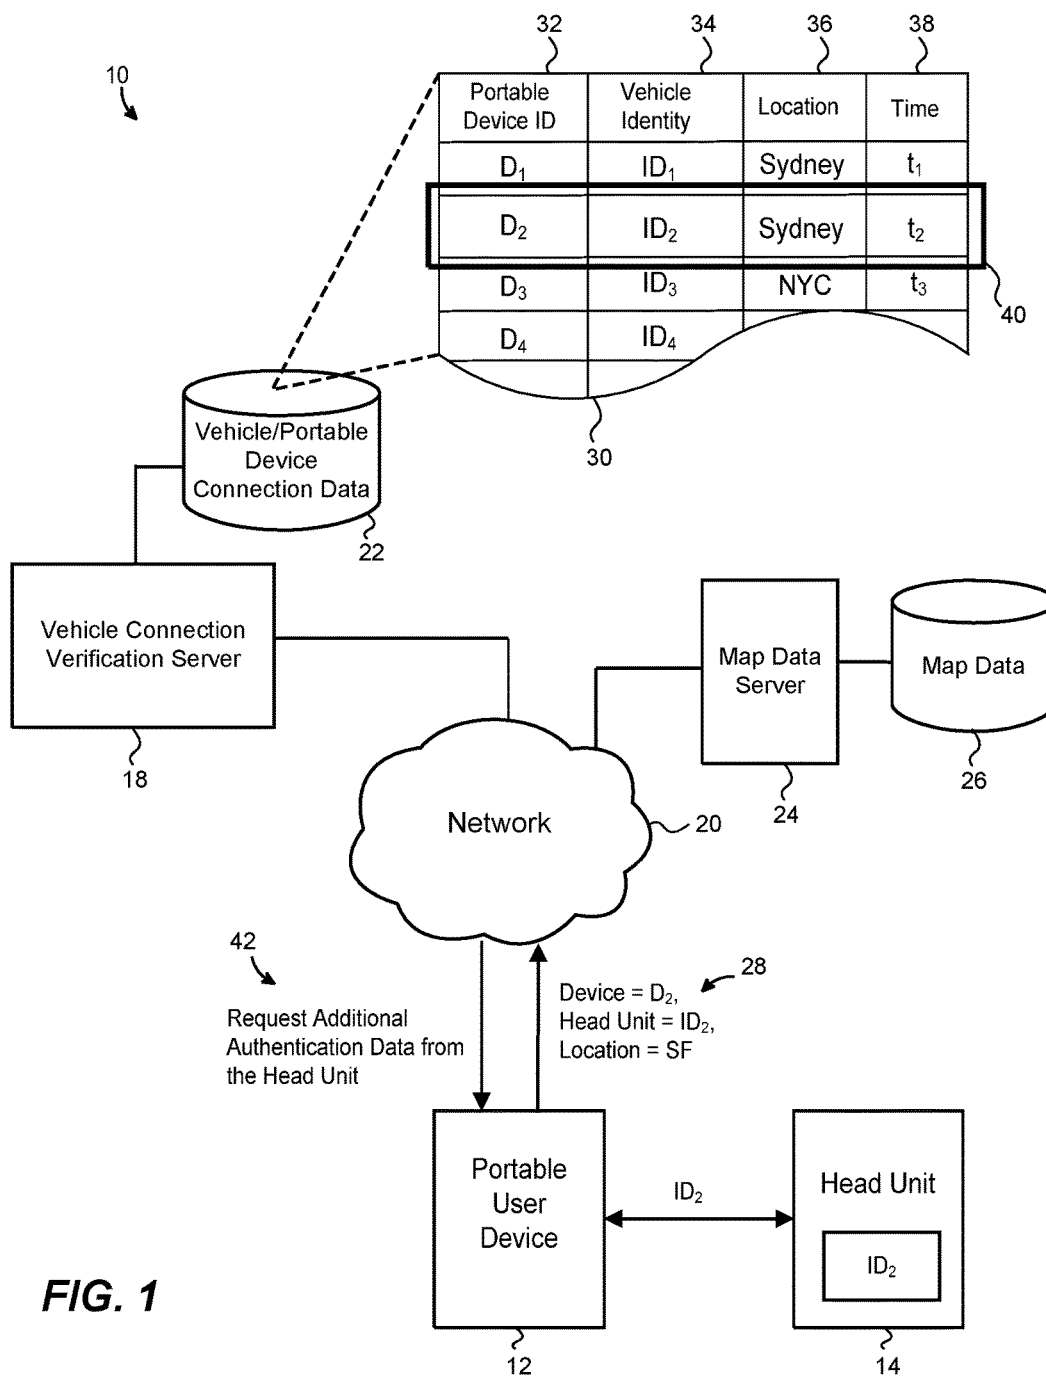 32
34
36
38
10
Portable
Device ID
Vehicle
Identity
Location
Time
D₁
ID₁
Sydney
t₁
D₂
ID₂
Sydney
t₂
D₃
ID₃
NYC
t₃
40
D₄
ID₄
30
Vehicle/Portable
Device
Connection Data
22
Vehicle Connection
Verification Server
18
Map Data
Server
24
Map Data
26
Network
20
42
Request Additional
Authentication Data from
the Head Unit
28
Device = D₂,
Head Unit = ID₂,
Location = SF
Portable
User
Device
12
ID₂
Head Unit
ID₂
14
FIG. 1